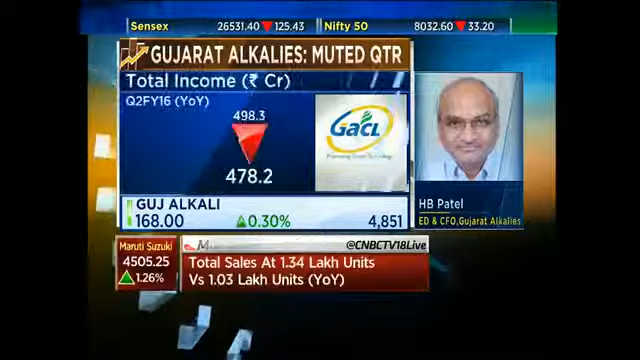 Sensex 26531.40 ▼ 125.43 Nifty 50 8032.60 ▼ 33.20
GUJARAT ALKALIES: MUTED QTR
Total Income (₹ Cr)
Q2FY16 (YoY)
498.3
478.2
GACL
HB Patel
ED & CFO,Gujarat Alkalies
GUJ ALKALI
168.00 ▲0.30% 4,851
Maruti Suzuki
4505.25
▲ 1.26%
@CNBCTV18Live
Total Sales At 1.34 Lakh Units
Vs 1.03 Lakh Units (YoY)